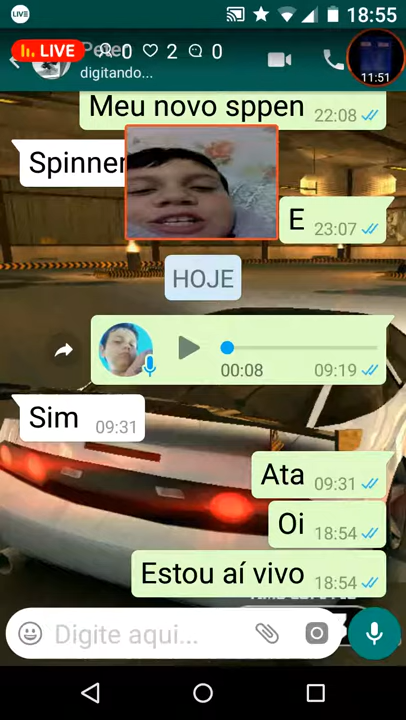 LIVE
18:55
LIVE 0 2 0
digitando...
11:51
Meu novo sppen 22:08
Spinner
E 23:07
HOJE
00:08 09:19
Sim 09:31
Ata 09:31
Oi 18:54
Estou aí vivo 18:54
Digite aqui...